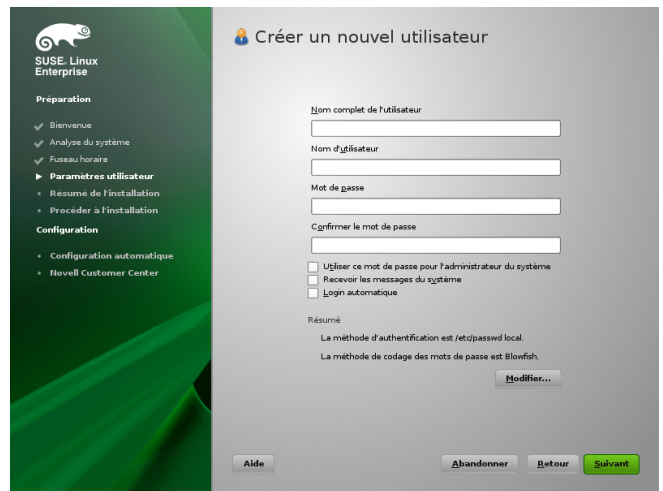 SUSE. Linux
Enterprise
Préparation
Bienvenue
Analyse du système
Fuseau horaire
Paramètres utilisateur
Résumé de l'installation
Procéder à l'installation
Configuration
Configuration automatique
Novell Customer Center
Créer un nouvel utilisateur
Nom complet de l'utilisateur
Nom d'utilisateur
Mot de passe
Confirmer le mot de passe
Utiliser ce mot de passe pour l'administrateur du système
Recevoir les messages du système
Login automatique
Résumé
La méthode d'authentification est /etc/passwd local.
La méthode de codage des mots de passe est Blowfish.
Modifier...
Aide
Abandonner
Retour
Suivant